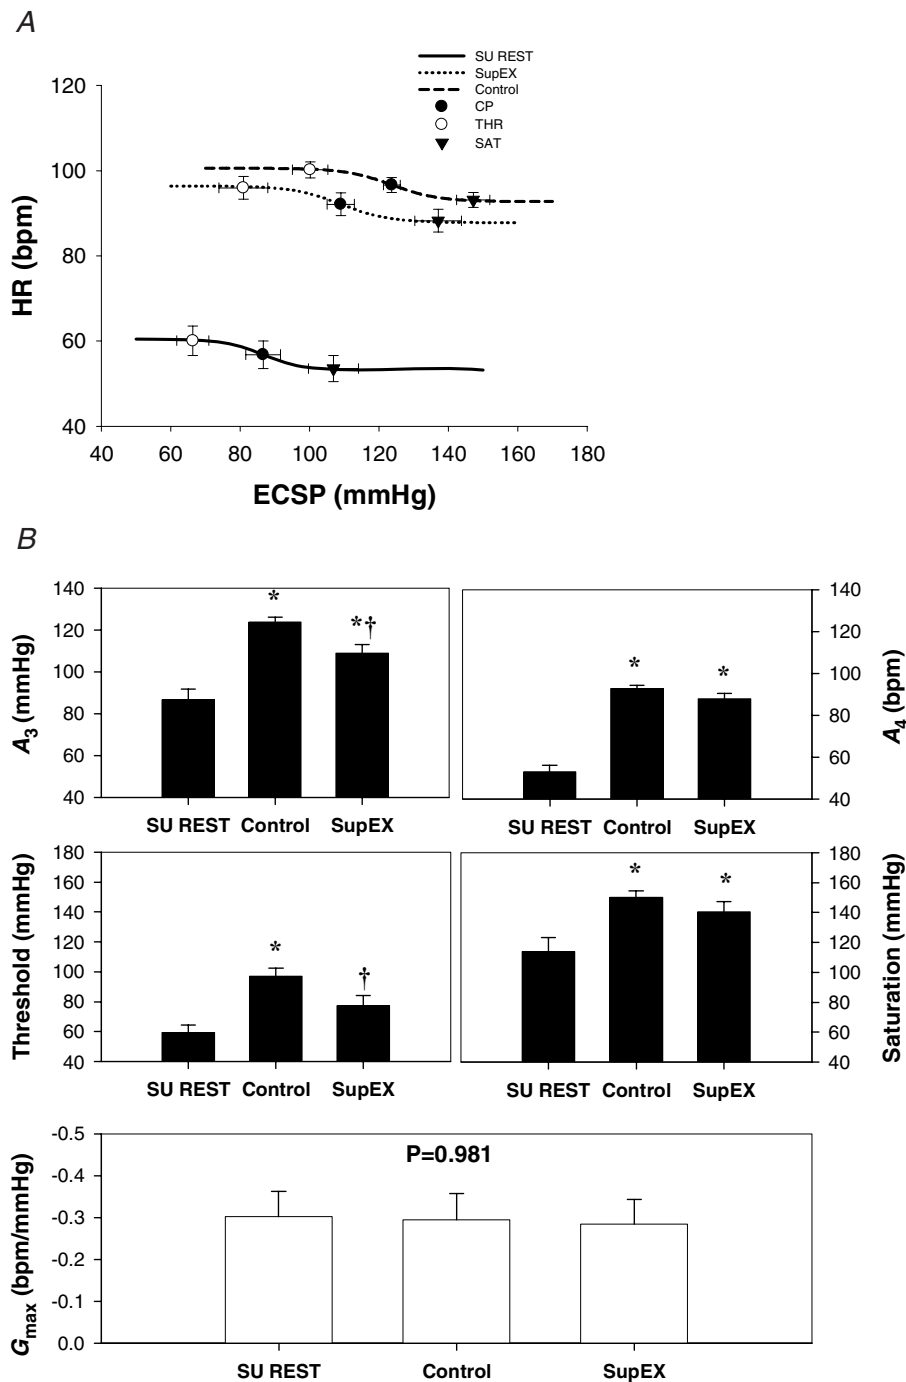 A
SU REST
SupEX
Control
CP
THR
SAT
120
100
80
60
40
HR (bpm)
40 60 80 100 120 140 160 180
ECSP (mmHg)
B
140
120
100
80
60
40
A3 (mmHg)
*
*†
SU REST Control SupEX
*
*
140
120
100
80
60
40
A4 (bpm)
SU REST Control SupEX
180
160
140
120
100
80
60
40
Threshold (mmHg)
*
†
SU REST Control SupEX
*
*
180
160
140
120
100
80
60
40
Saturation (mmHg)
SU REST Control SupEX
-0.5
-0.4
-0.3
-0.2
-0.1
0.0
Gmax (bpm/mmHg)
P=0.981
SU REST Control SupEX